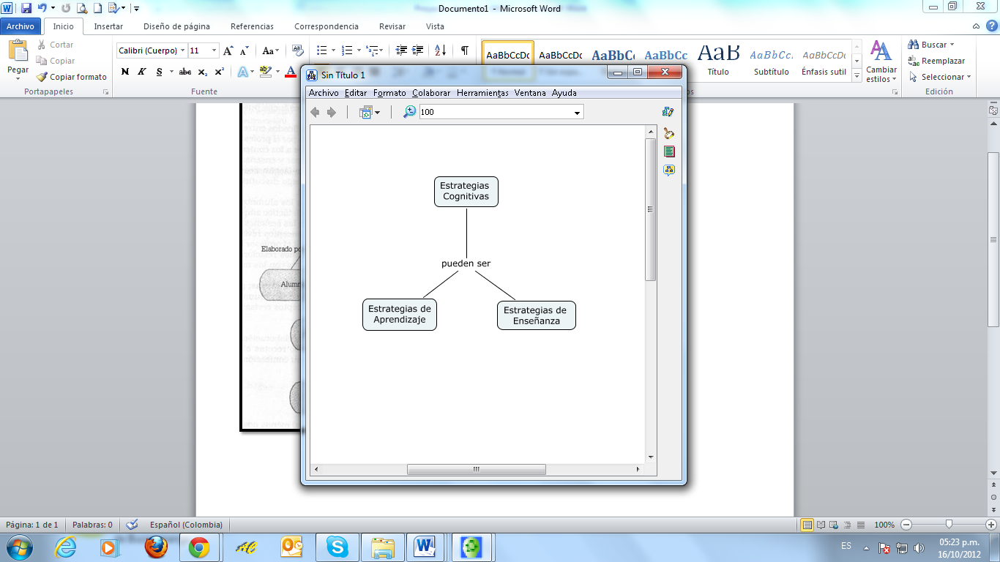 Documento1 - Microsoft Word
Archivo Inicio Insertar Diseño de página Referencias Correspondencia Revisar Vista
Pegar
Cortar
Copiar
Copiar formato
Portapapeles
Calibri (Cuerpo) 11
N K S abc x₂ x²
Fuente
AaBbCcDc AaBbCcDc AaBbC AaBbCc AaB AaBbCc. AaBbCcDc
Título Subtítulo Énfasis sutil
Cambiar
estilos
Buscar
Reemplazar
Seleccionar
Edición
Sin Título 1
Archivo Editar Formato Colaborar Herramientas Ventana Ayuda
100
Estrategias
Cognitivas
pueden ser
Estrategias de
Aprendizaje
Estrategias de
Enseñanza
Elaborado po
Alumn
Página: 1 de 1 Palabras: 0 Español (Colombia) 100%
ES
05:23 p.m.
16/10/2012